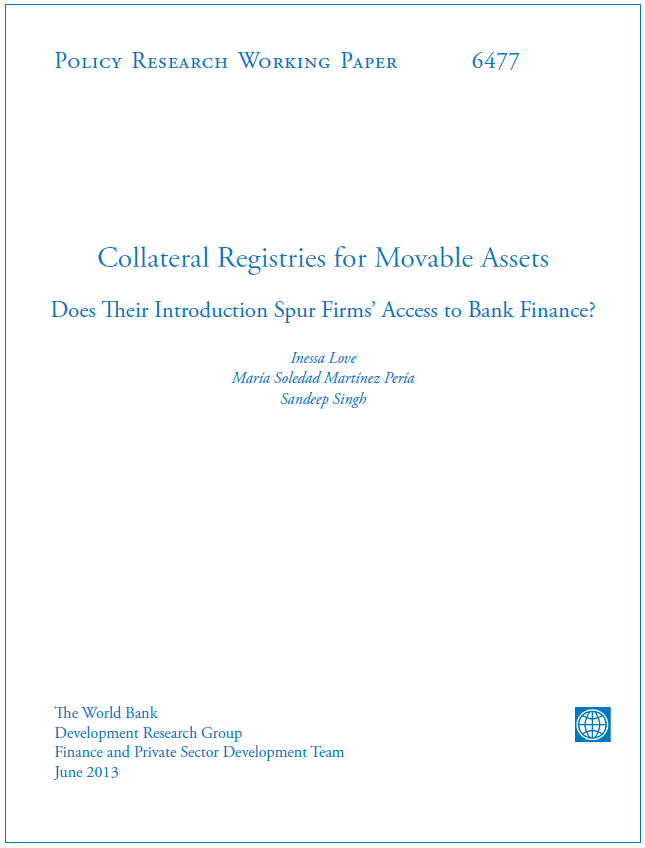 Policy Research Working Paper 6477
Collateral Registries for Movable Assets
Does Their Introduction Spur Firms’ Access to Bank Finance?
Inessa Love
María Soledad Martínez Pería
Sandeep Singh
The World Bank
Development Research Group
Finance and Private Sector Development Team
June 2013